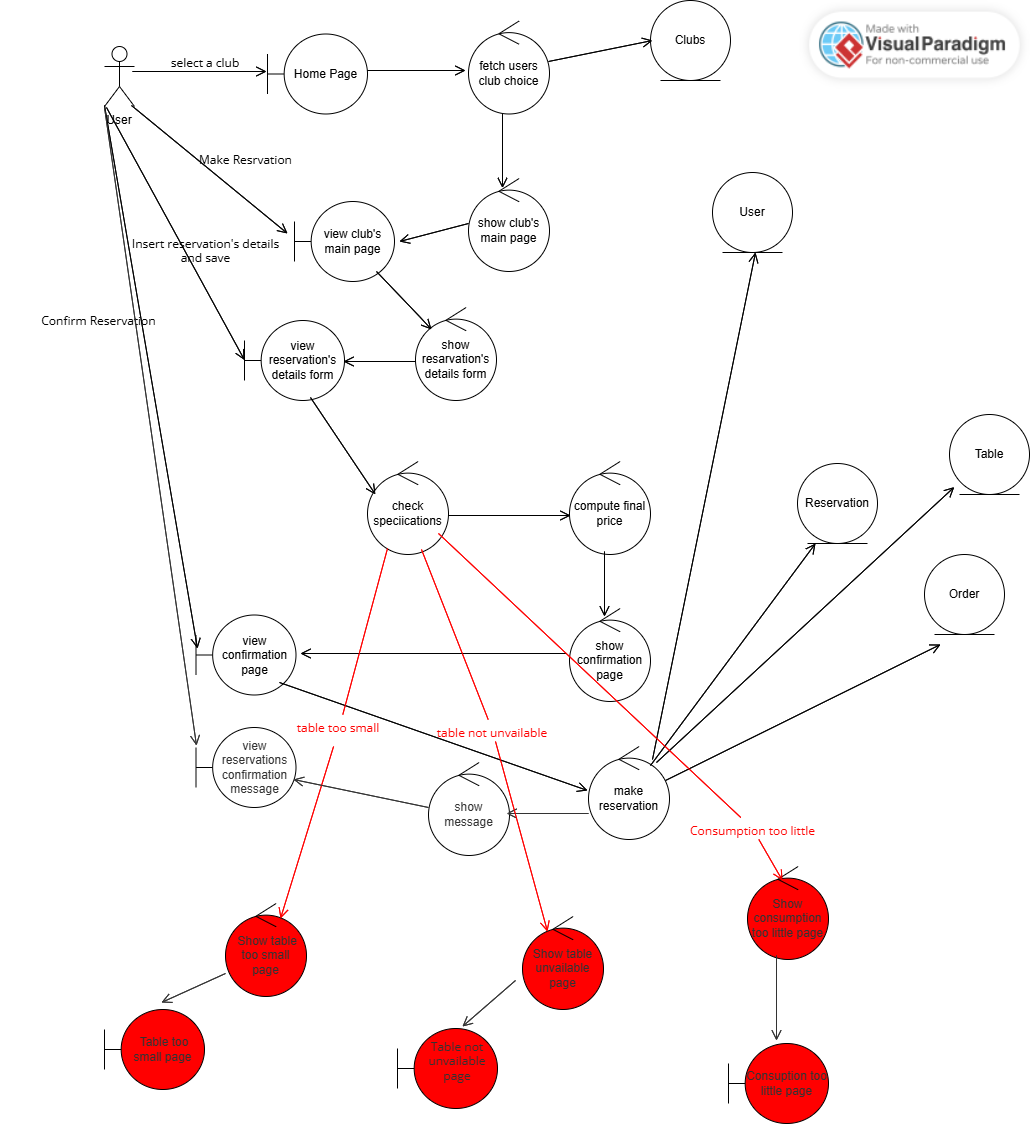 Made with
VisualParadigm
For non-commercial use
Clubs
select a club
Home Page
fetch users
club choice
User
Make Resrvation
User
view club's
main page
show club's
main page
Insert reservation's details
and save
Confirm Reservation
view
reservation's
details form
show
resarvation's
details form
Table
Reservation
check
speciications
compute final
price
Order
view
confirmation
page
show
confirmation
page
table too small
table not unvailable
view
reservations
confirmation
message
show
message
make
reservation
Consumption too little
Show
consumption
too little page
Show table
too small
page
Show table
unvailable
page
Table too
small page
Table not
unvailable
page
Consuption too
little page